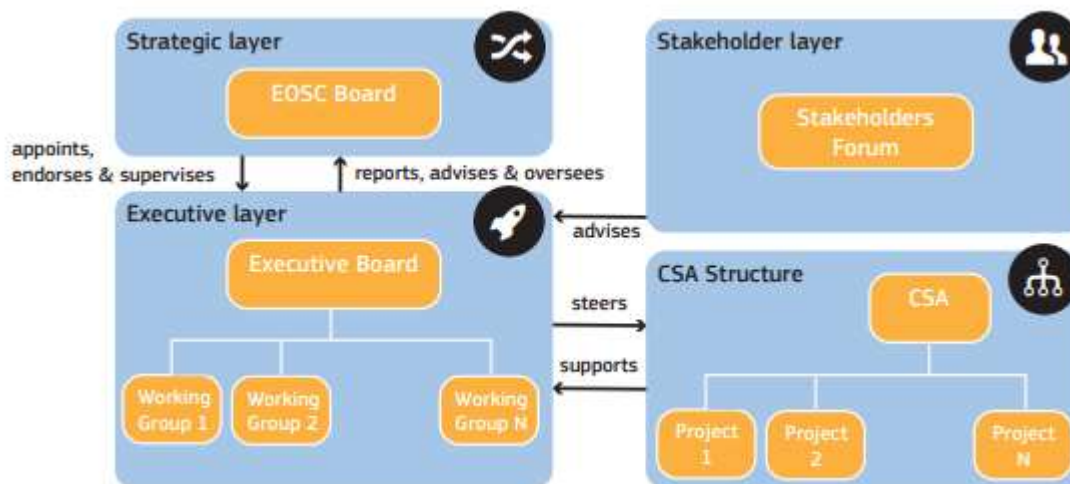 Strategic layer
EOSC Board
appoints,
endorses & supervises
reports, advises & oversees
Stakeholder layer
Stakeholders
Forum
advises
Executive layer
Executive Board
Working
Group 1
Working
Group 2
Working
Group N
steers
supports
CSA Structure
CSA
Project
1
Project
2
Project
N